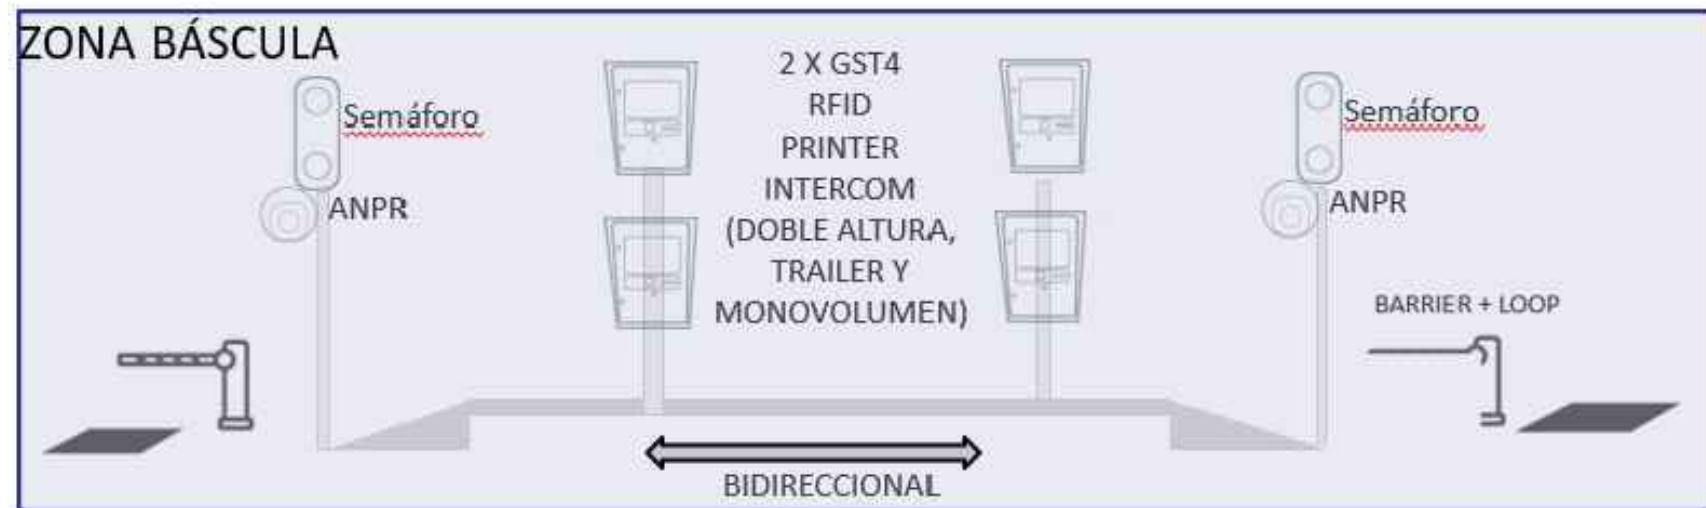 ZONA BÁSCULA
Semáforo
ANPR
2 X GST4
RFID
PRINTER
INTERCOM
(DOBLE ALTURA,
TRAILER Y
MONOVOLUMEN)
Semáforo
ANPR
BARRIER + LOOP
BIDIRECCIONAL